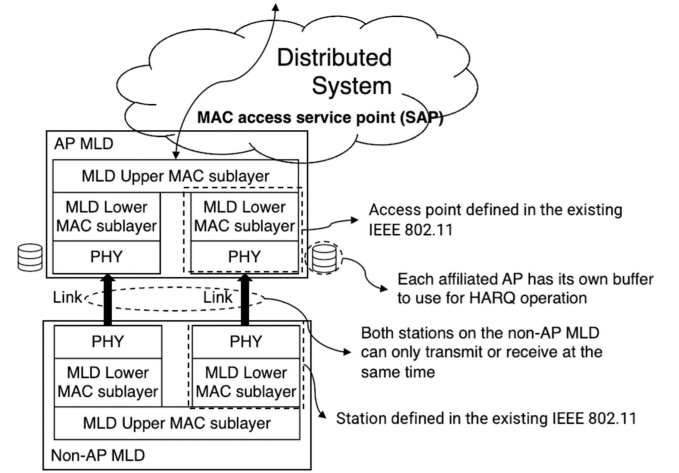 Distributed
System
MAC access service point (SAP)
AP MLD
MLD Upper MAC sublayer
MLD Lower
MAC sublayer
MLD Lower
MAC sublayer
PHY
PHY
Access point defined in the existing
IEEE 802.11
Each affiliated AP has its own buffer
to use for HARQ operation
Link
Link
Both stations on the non-AP MLD
can only transmit or receive at the
same time
PHY
PHY
MLD Lower
MAC sublayer
MLD Lower
MAC sublayer
MLD Upper MAC sublayer
Station defined in the existing IEEE 802.11
Non-AP MLD